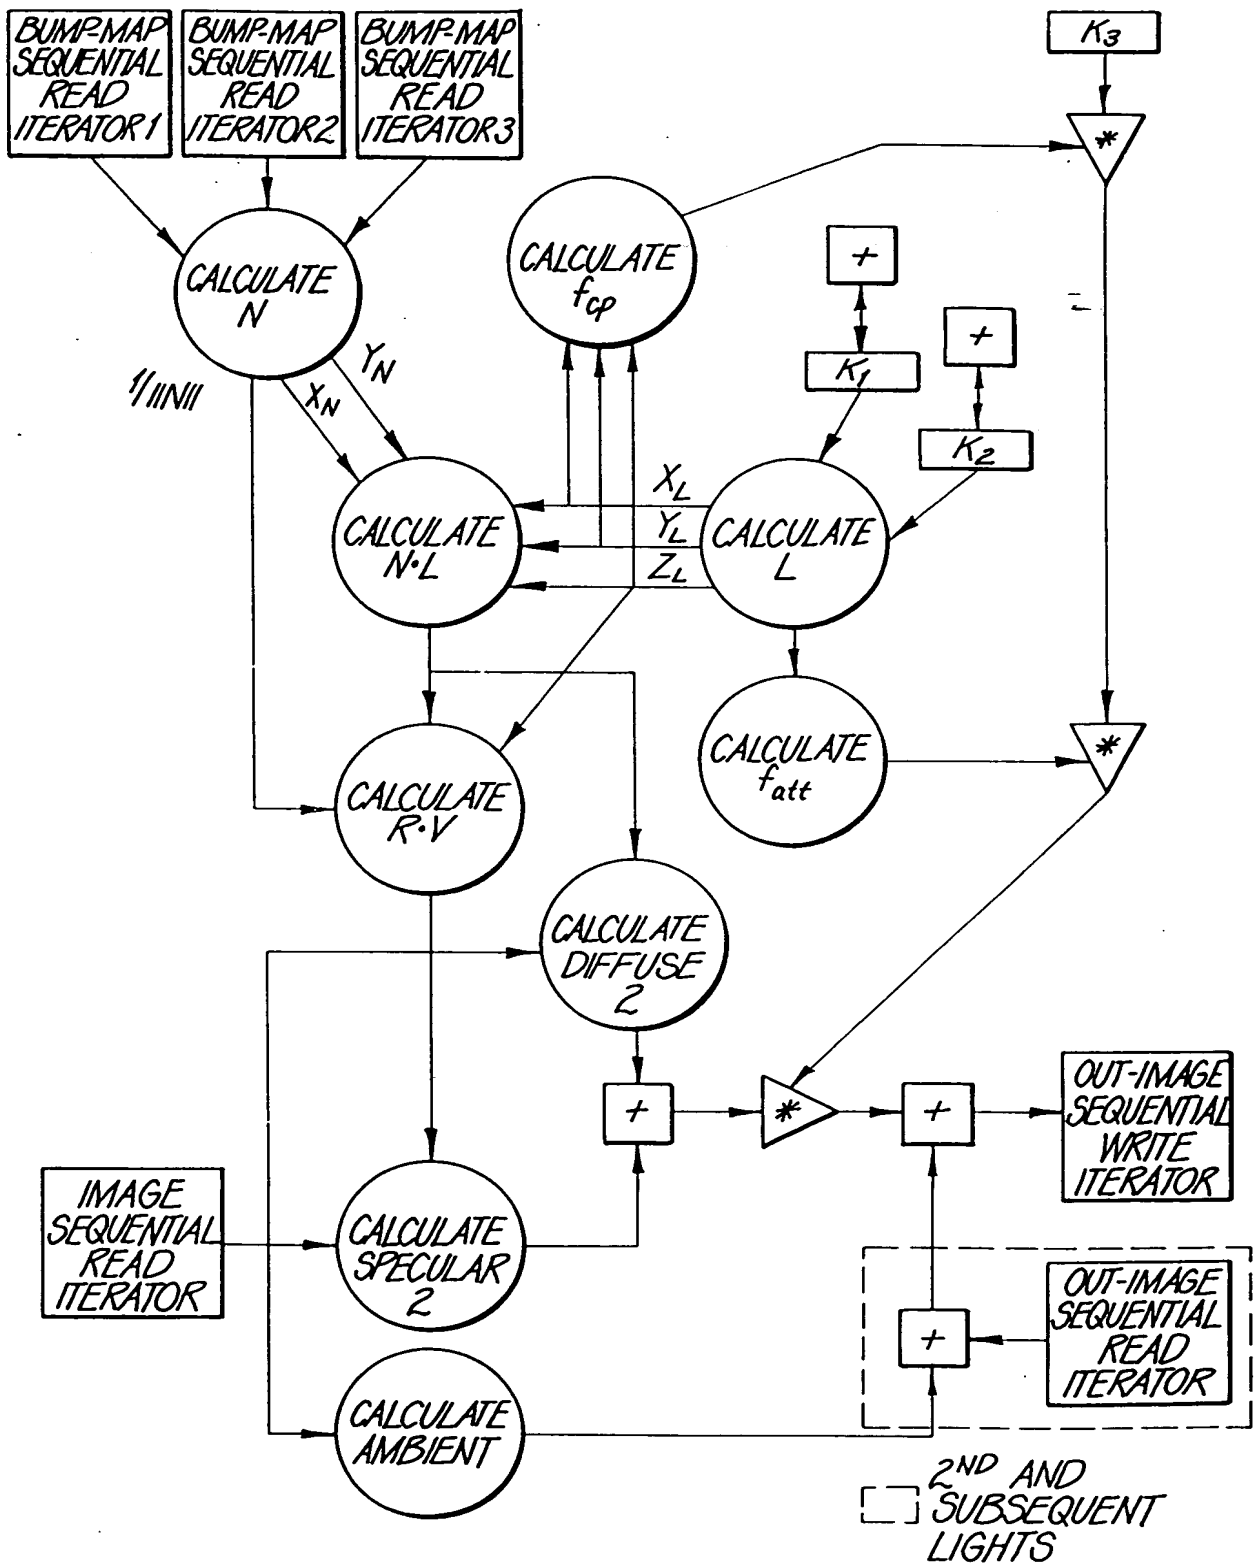 BUMP-MAP
SEQUENTIAL
READ
ITERATOR 1
BUMP-MAP
SEQUENTIAL
READ
ITERATOR 2
BUMP-MAP
SEQUENTIAL
READ
ITERATOR 3
K3
*
CALCULATE
N
CALCULATE
fcp
+
+
K1
K2
1/||N||
XN
YN
CALCULATE
N·L
XL
YL
ZL
CALCULATE
L
CALCULATE
R·V
CALCULATE
fatt
*
CALCULATE
DIFFUSE
2
+
*
+
OUT-IMAGE
SEQUENTIAL
WRITE
ITERATOR
IMAGE
SEQUENTIAL
READ
ITERATOR
CALCULATE
SPECULAR
2
+
OUT-IMAGE
SEQUENTIAL
READ
ITERATOR
CALCULATE
AMBIENT
2ND AND
SUBSEQUENT
LIGHTS